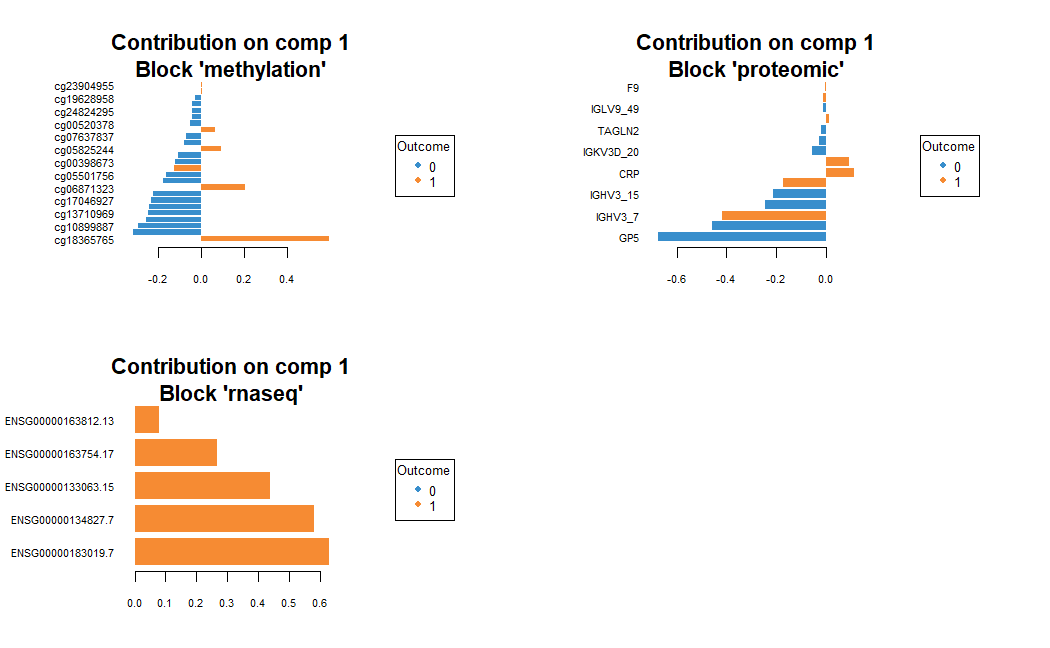 Contribution on comp 1
Block 'methylation'
cg23904955
cg19628958
cg24824295
cg00520378
cg07637837
cg05825244
cg00398673
cg05501756
cg06871323
cg17046927
cg13710969
cg10899887
cg18365765
-0.2 0.0 0.2 0.4
Outcome
0
1
Contribution on comp 1
Block 'proteomic'
F9
IGLV9_49
TAGLN2
IGKV3D_20
CRP
IGHV3_15
IGHV3_7
GP5
-0.6 -0.4 -0.2 0.0
Outcome
0
1
Contribution on comp 1
Block 'rnaseq'
ENSG00000163812.13
ENSG00000163754.17
ENSG00000133063.15
ENSG00000134827.7
ENSG00000183019.7
0.0 0.1 0.2 0.3 0.4 0.5 0.6
Outcome
0
1